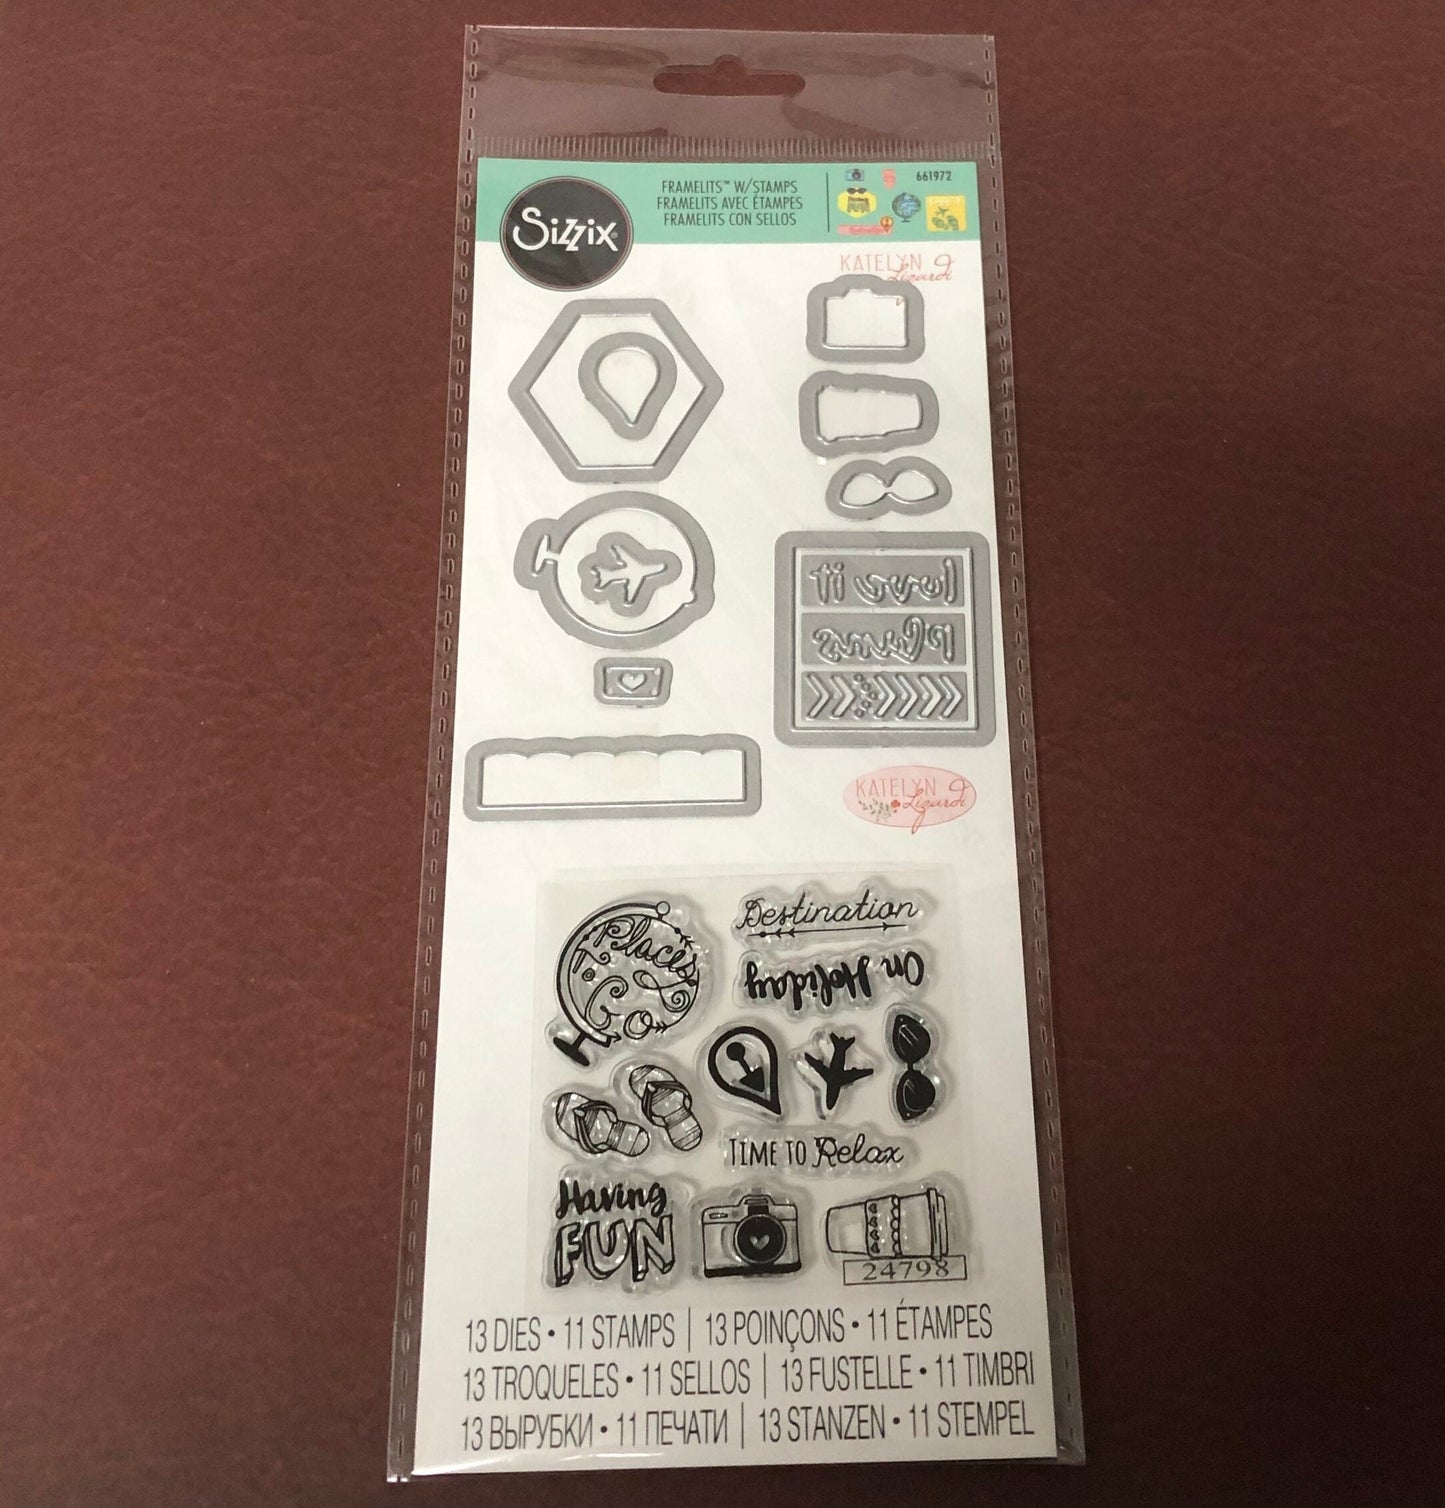 Sizzix
FRAMELITS™ W/STAMPS
FRAMELITS AVEC ÉTAMPES
FRAMELITS CON SELLOS
661972
KATELYN
Lizardi
love it
KATELYN
Lizardi
Places
To
GO
Destination
On Holiday
TIME TO Relax
Having
FUN
24798
13 DIES • 11 STAMPS | 13 POINÇONS • 11 ÉTAMPES
13 TROQUELES • 11 SELLOS | 13 FUSTELLE • 11 TIMBRI
13 ВЫРУБКИ • 11 ПЕЧАТИ | 13 STANZEN • 11 STEMPEL